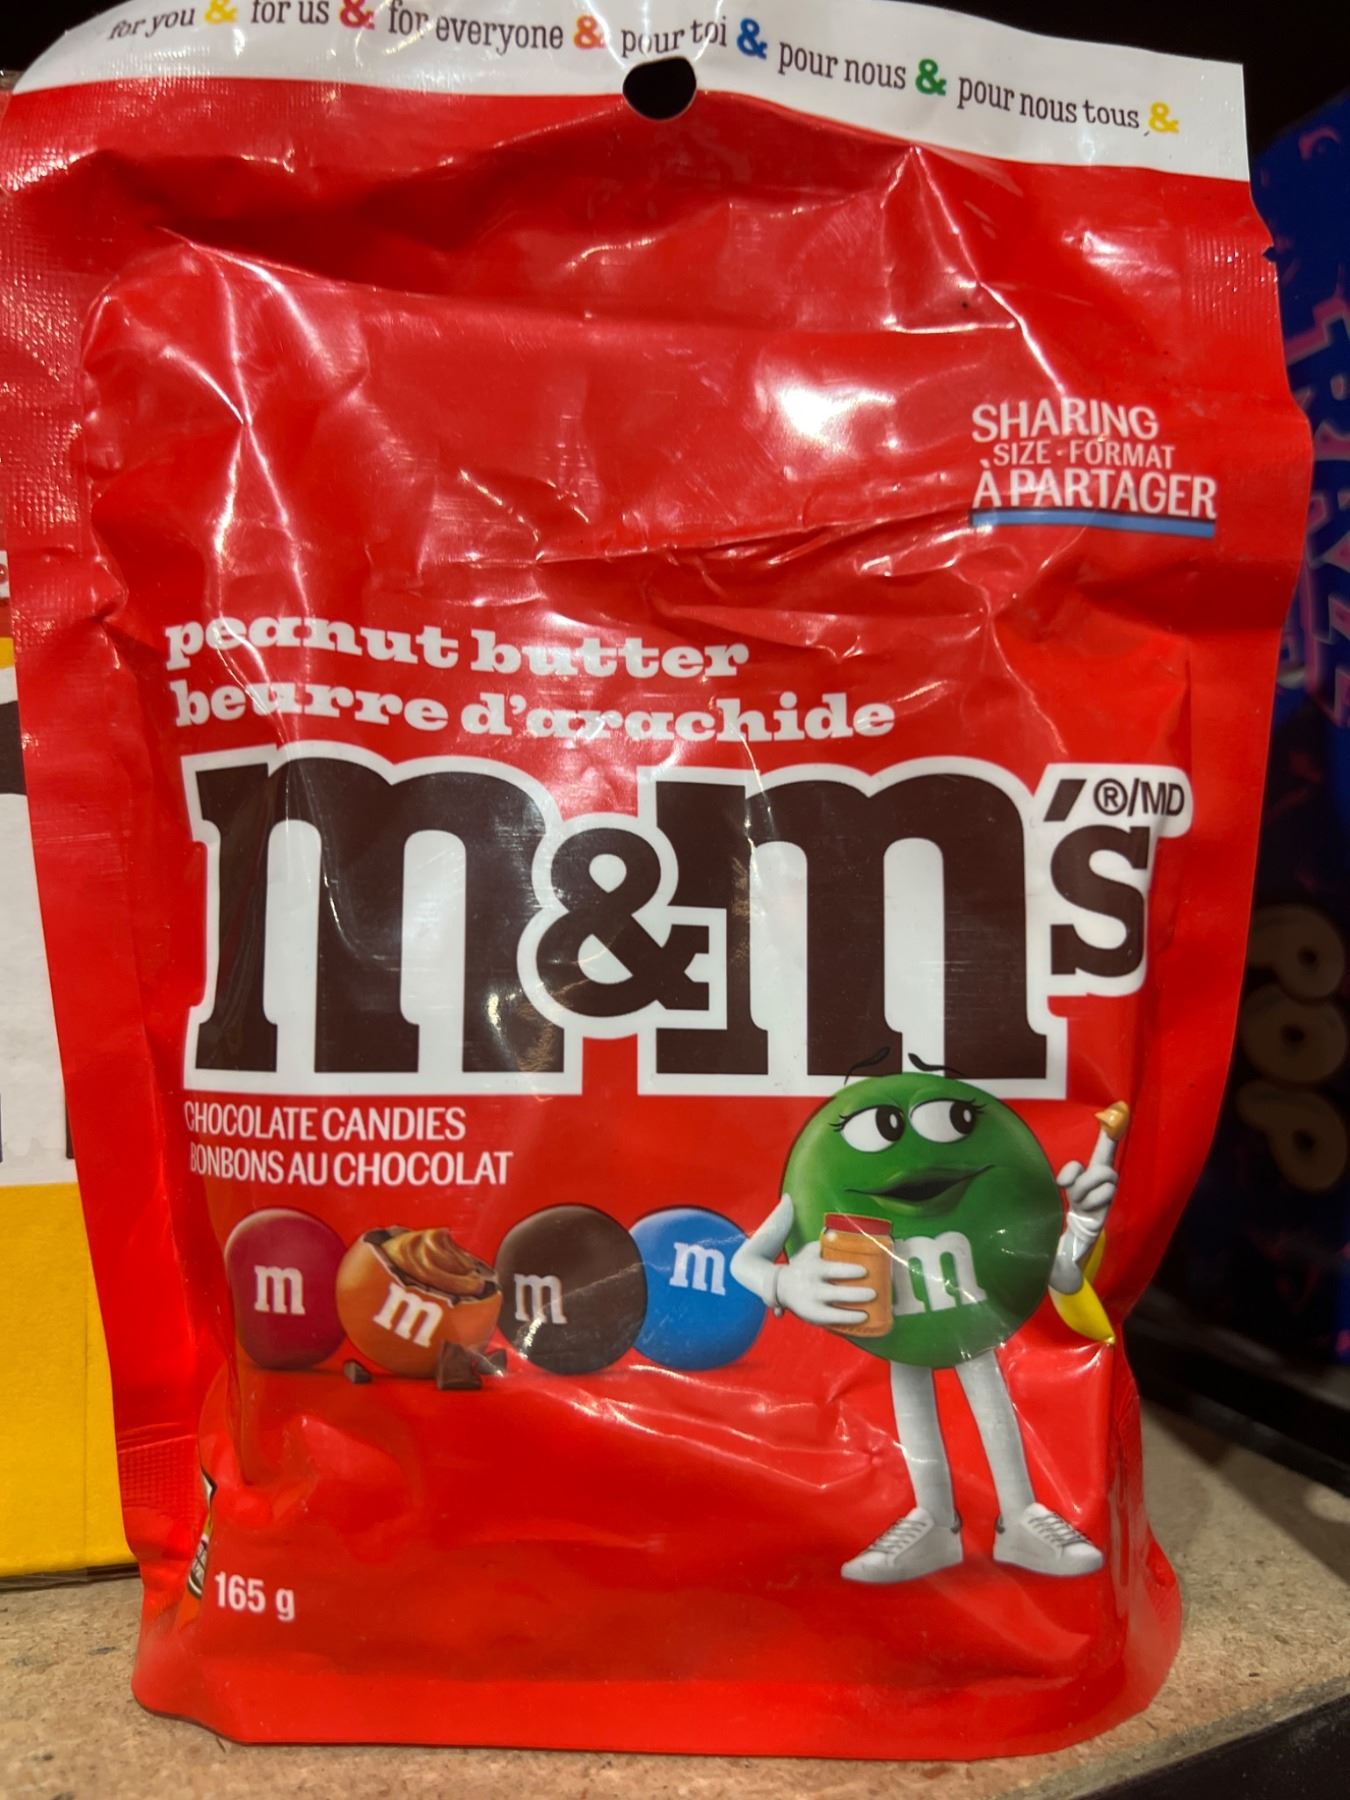 for you & for us & for everyone & pour toi & pour nous & pour nous tous &
SHARING
SIZE - FORMAT
À PARTAGER
peanut butter
beurre d'arachide
m&m's ®/MD
CHOCOLATE CANDIES
BONBONS AU CHOCOLAT
m m m m m
165 g
POP